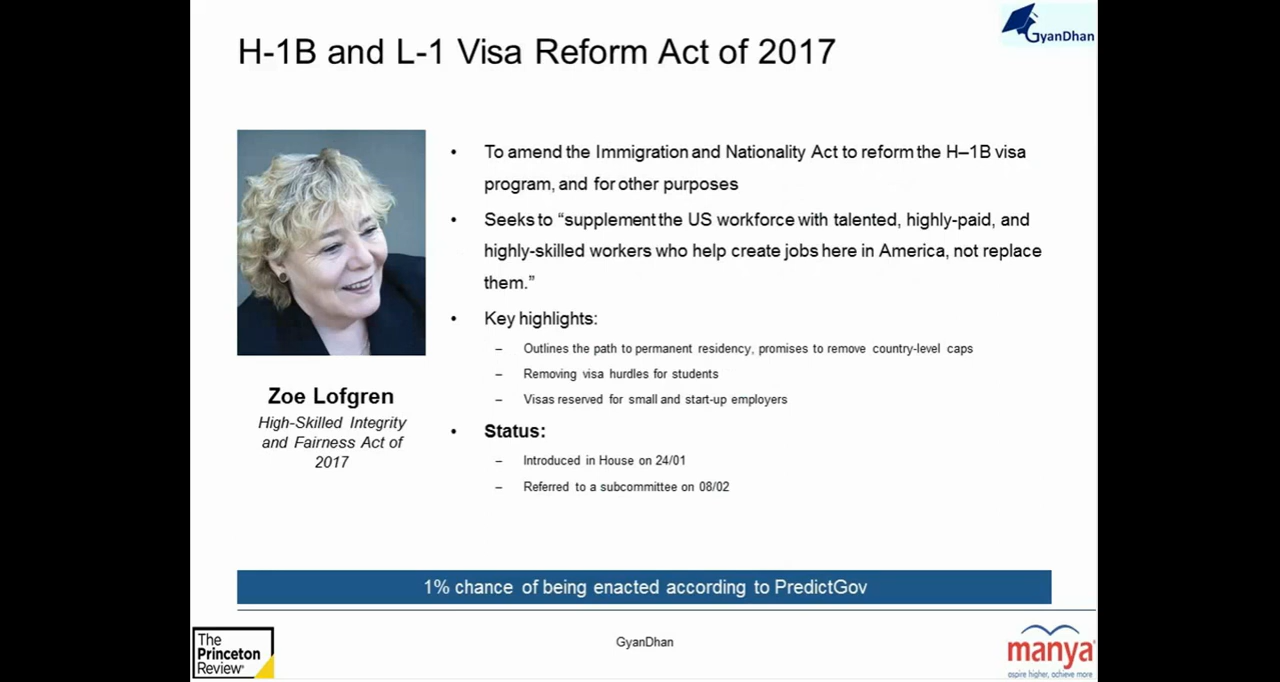 GyanDhan
H-1B and L-1 Visa Reform Act of 2017
• To amend the Immigration and Nationality Act to reform the H–1B visa
program, and for other purposes
• Seeks to “supplement the US workforce with talented, highly-paid, and
highly-skilled workers who help create jobs here in America, not replace
them.”
• Key highlights:
– Outlines the path to permanent residency, promises to remove country-level caps
– Removing visa hurdles for students
– Visas reserved for small and start-up employers
Zoe Lofgren
High-Skilled Integrity
and Fairness Act of
2017
• Status:
– Introduced in House on 24/01
– Referred to a subcommittee on 08/02
1% chance of being enacted according to PredictGov
The
Princeton
Review®
GyanDhan
manya®
aspire higher, achieve more